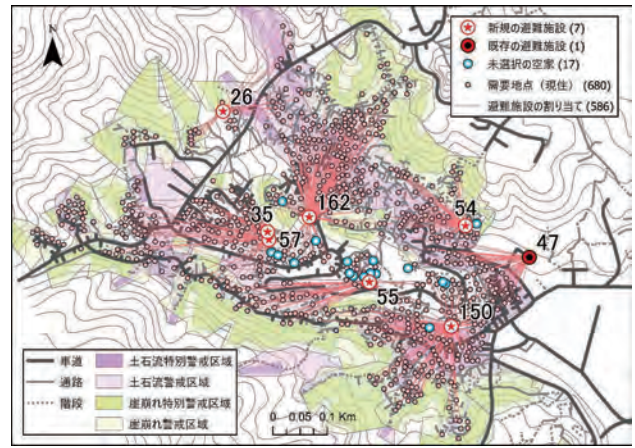 N
新規の避難施設 (7)
既存の避難施設 (1)
未選択の空家 (17)
需要地点(現住) (680)
避難施設の割り当て (586)
26
162
35
57
54
47
55
150
車道
通路
階段
土石流特別警戒区域
土石流警戒区域
崖崩れ特別警戒区域
崖崩れ警戒区域
0 0.05 0.1 Km